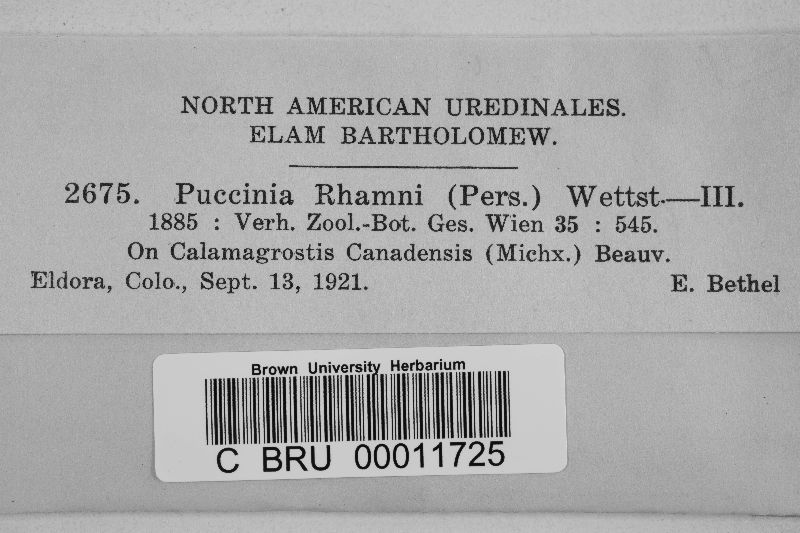 NORTH AMERICAN UREDINALES.
ELAM BARTHOLOMEW.
2675. Puccinia Rhamni (Pers.) Wettst.—III.
1885 : Verh. Zool.-Bot. Ges. Wien 35 : 545.
On Calamagrostis Canadensis (Michx.) Beauv.
Eldora, Colo., Sept. 13, 1921. E. Bethel
Brown University Herbarium
C BRU 00011725